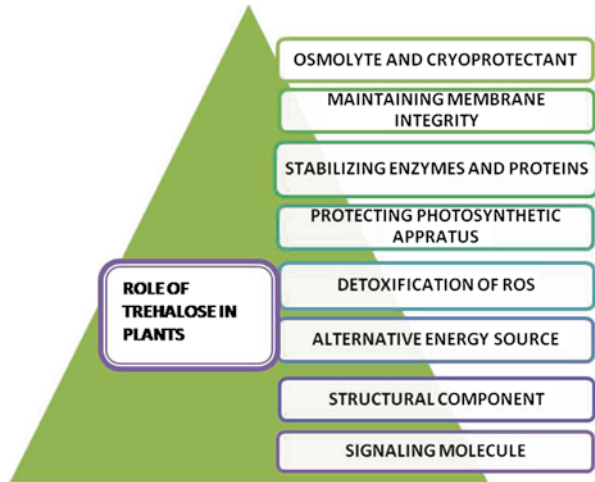 OSMOLYTE AND CRYOPROTECTANT
MAINTAINING MEMBRANE
INTEGRITY
STABILIZING ENZYMES AND PROTEINS
PROTECTING PHOTOSYNTHETIC
APPRATUS
ROLE OF
TREHALOSE IN
PLANTS
DETOXIFICATION OF ROS
ALTERNATIVE ENERGY SOURCE
STRUCTURAL COMPONENT
SIGNALING MOLECULE